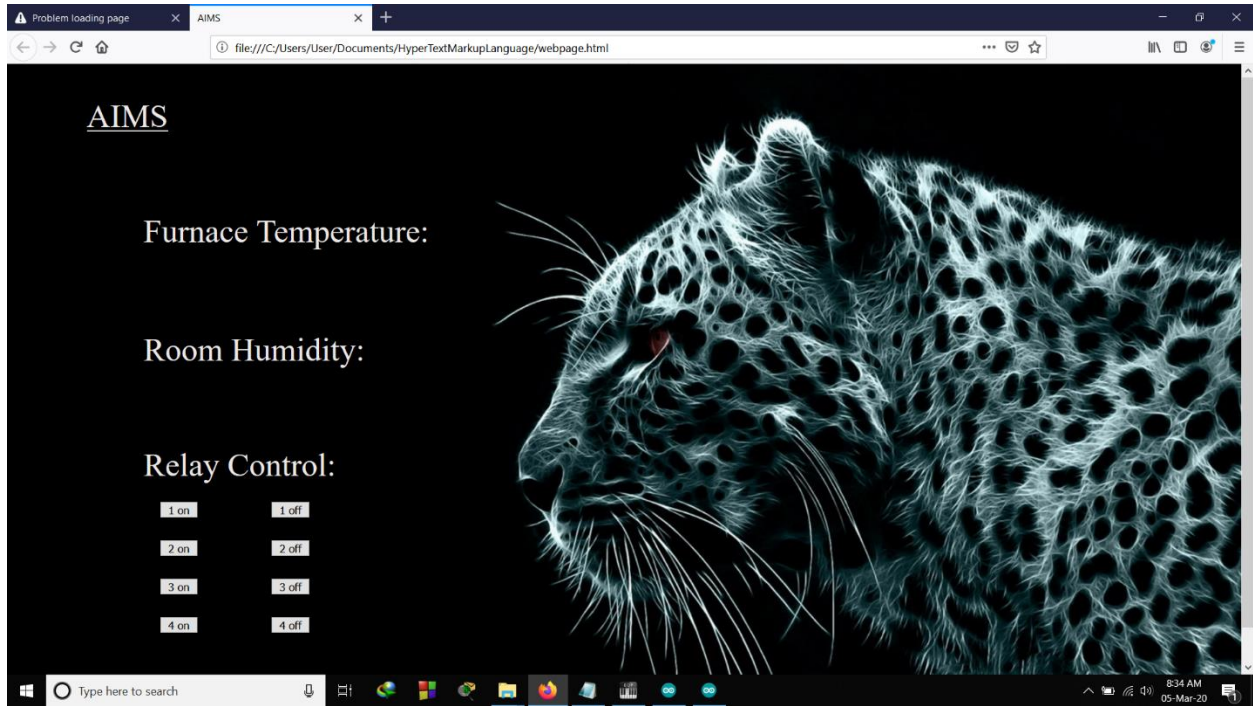 Problem loading page
AIMS
file:///C:/Users/User/Documents/HyperTextMarkupLanguage/webpage.html
AIMS
Furnace Temperature:
Room Humidity:
Relay Control:
1 on 1 off
2 on 2 off
3 on 3 off
4 on 4 off
Type here to search
8:34 AM
05-Mar-20
1